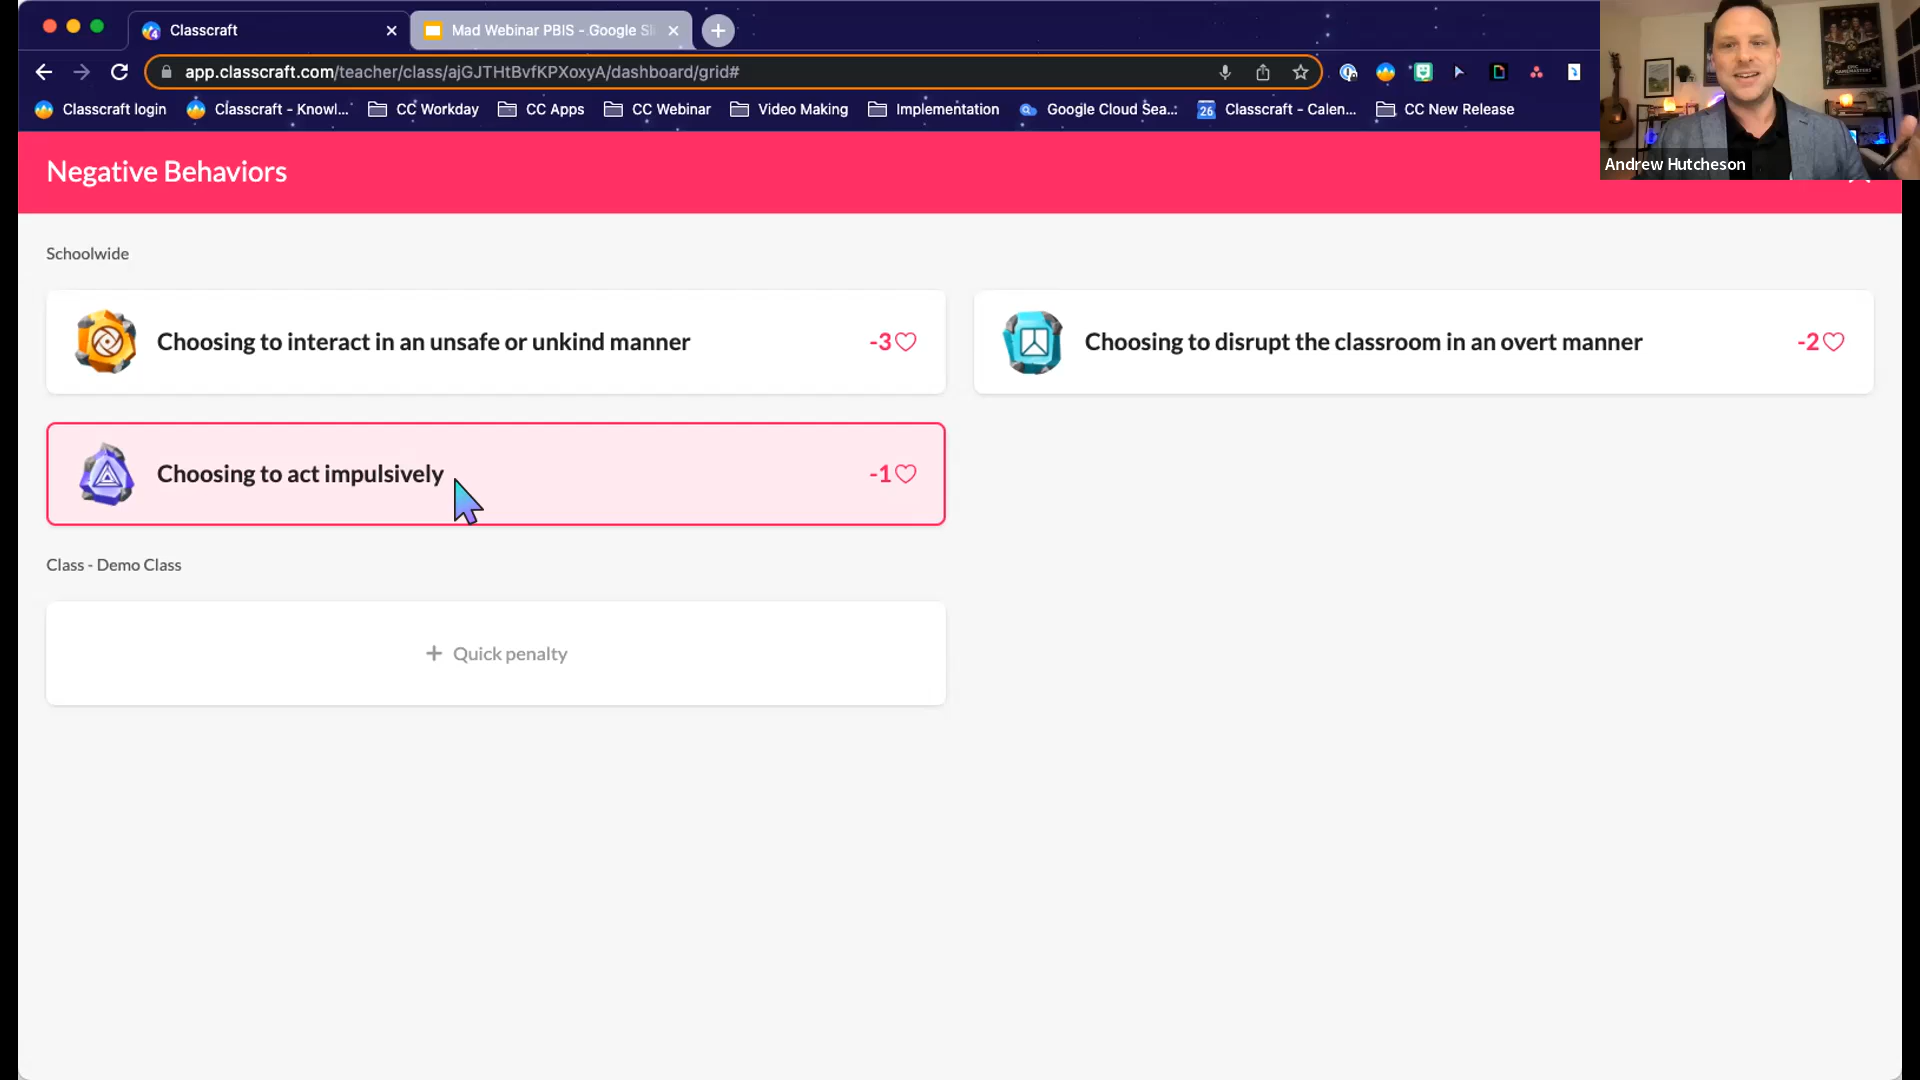 Classcraft
Mad Webinar PBIS - Google Sl
app.classcraft.com/teacher/class/ajGJTHtBvfKPXoxyA/dashboard/grid#
Classcraft login
Classcraft - Knowl...
CC Workday
CC Apps
CC Webinar
Video Making
Implementation
Google Cloud Sea...
26
Classcraft - Calen...
CC New Release
Andrew Hutcheson
Negative Behaviors
Schoolwide
Choosing to interact in an unsafe or unkind manner
-3
Choosing to disrupt the classroom in an overt manner
-2
Choosing to act impulsively
-1
Class - Demo Class
+ Quick penalty